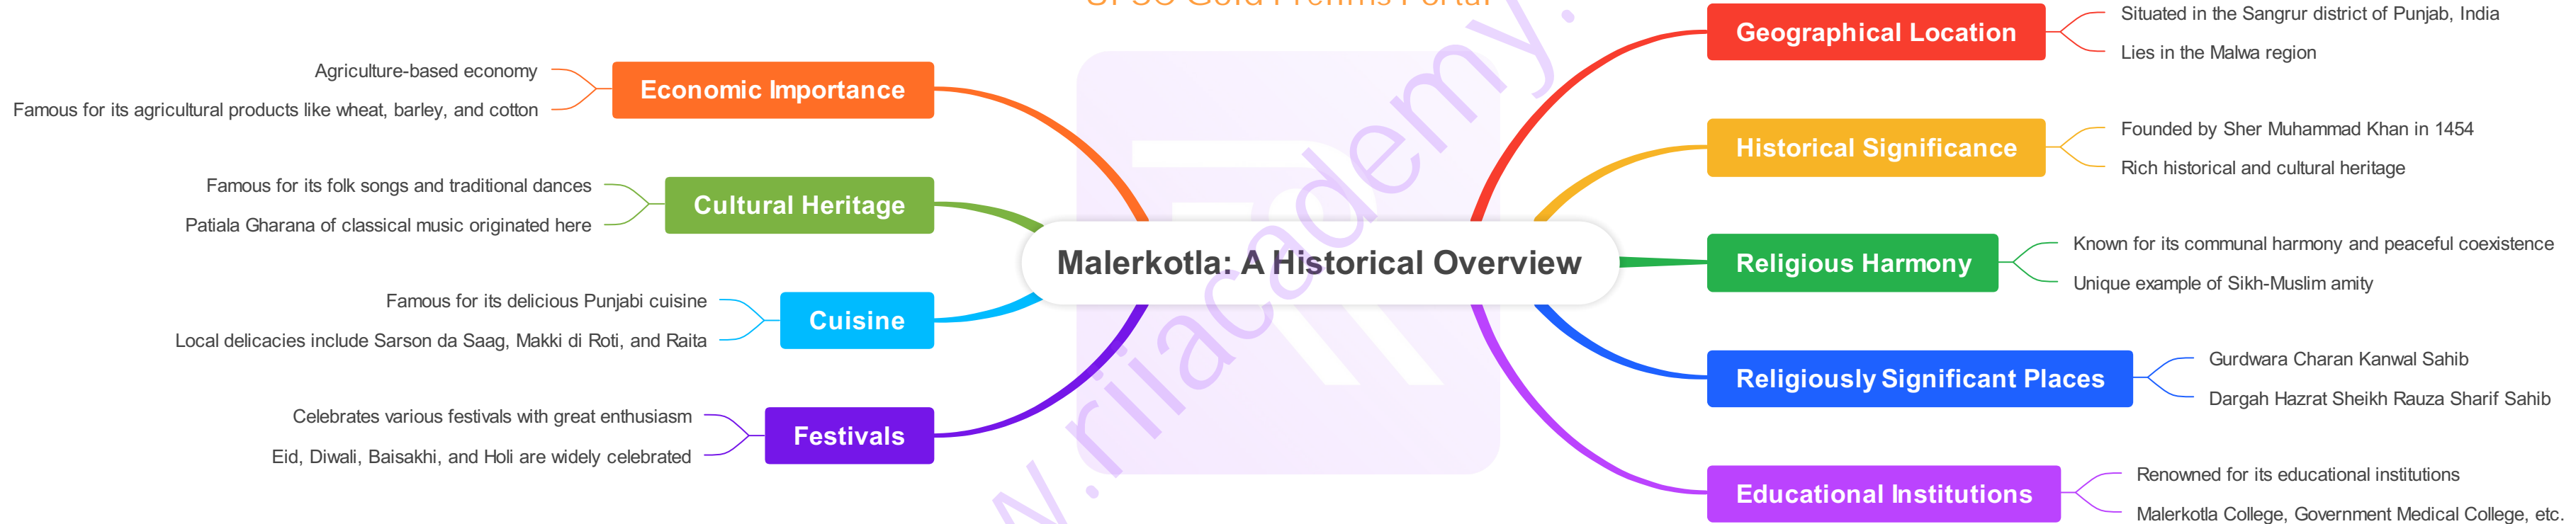 Malerkotla: A Historical Overview
Geographical Location
Situated in the Sangrur district of Punjab, India
Lies in the Malwa region
Historical Significance
Founded by Sher Muhammad Khan in 1454
Rich historical and cultural heritage
Religious Harmony
Known for its communal harmony and peaceful coexistence
Unique example of Sikh-Muslim amity
Religiously Significant Places
Gurdwara Charan Kanwal Sahib
Dargah Hazrat Sheikh Rauza Sharif Sahib
Educational Institutions
Renowned for its educational institutions
Malerkotla College, Government Medical College, etc.
Economic Importance
Agriculture-based economy
Famous for its agricultural products like wheat, barley, and cotton
Cultural Heritage
Famous for its folk songs and traditional dances
Patiala Gharana of classical music originated here
Cuisine
Famous for its delicious Punjabi cuisine
Local delicacies include Sarson da Saag, Makki di Roti, and Raita
Festivals
Celebrates various festivals with great enthusiasm
Eid, Diwali, Baisakhi, and Holi are widely celebrated